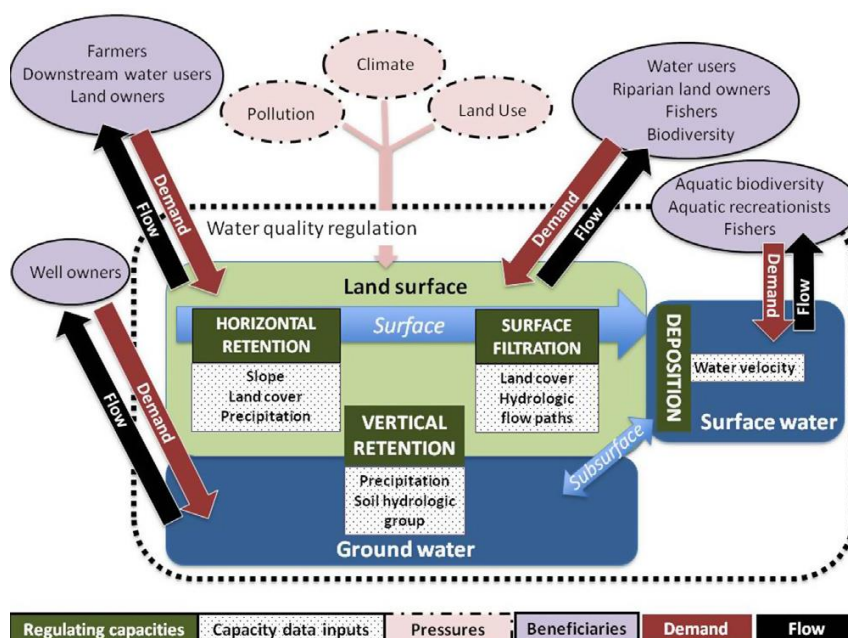 Farmers
Downstream water users
Land owners
Pollution
Climate
Land Use
Water users
Riparian land owners
Fishers
Biodiversity
Aquatic biodiversity
Aquatic recreationists
Fishers
Well owners
Flow
Demand
Demand
Flow
Demand
Flow
Flow
Demand
Water quality regulation
Land surface
Surface
HORIZONTAL
RETENTION
Slope
Land cover
Precipitation
SURFACE
FILTRATION
Land cover
Hydrologic
flow paths
VERTICAL
RETENTION
Precipitation
Soil hydrologic
group
Ground water
Subsurface
DEPOSITION
Water velocity
Surface water
Regulating capacities
Capacity data inputs
Pressures
Beneficiaries
Demand
Flow